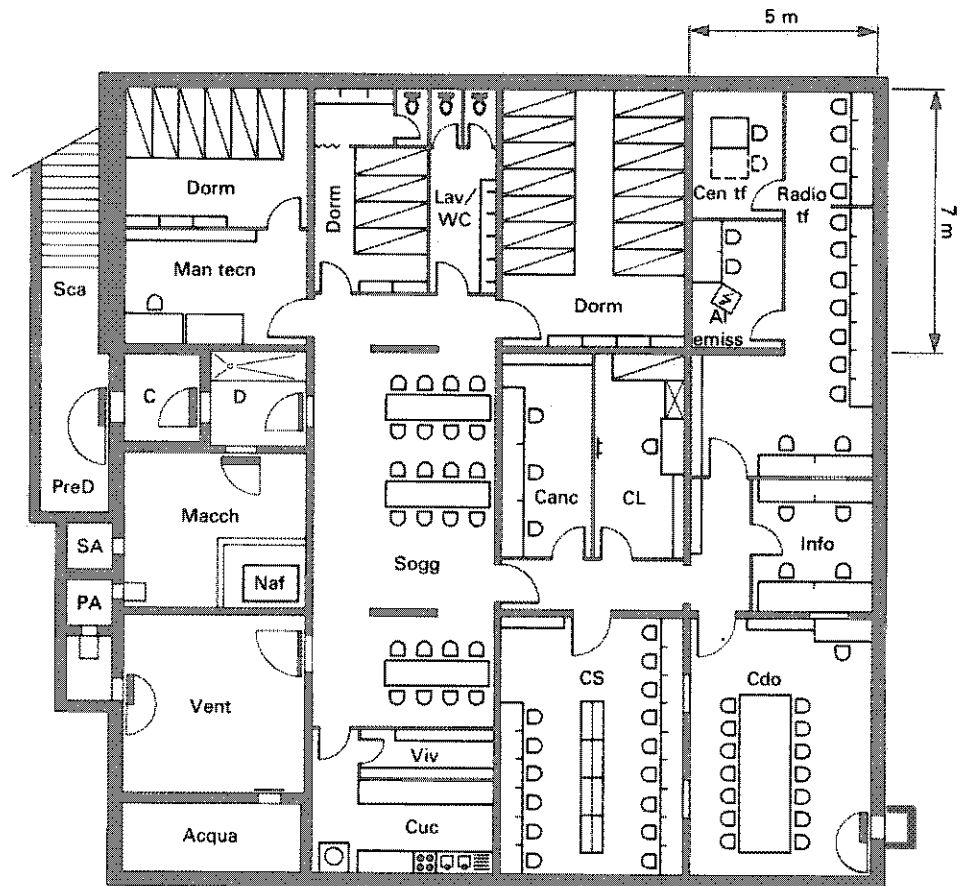 5 m
7 m
Dorm
Dorm
Lav/
WC
Cen tf
Radio
tf
Sca
Man tecn
Dorm
Al
emiss
C
D
PreD
Macch
Canc
CL
SA
Naf
Sogg
Info
PA
Vent
CS
Cdo
Viv
Acqua
Cuc